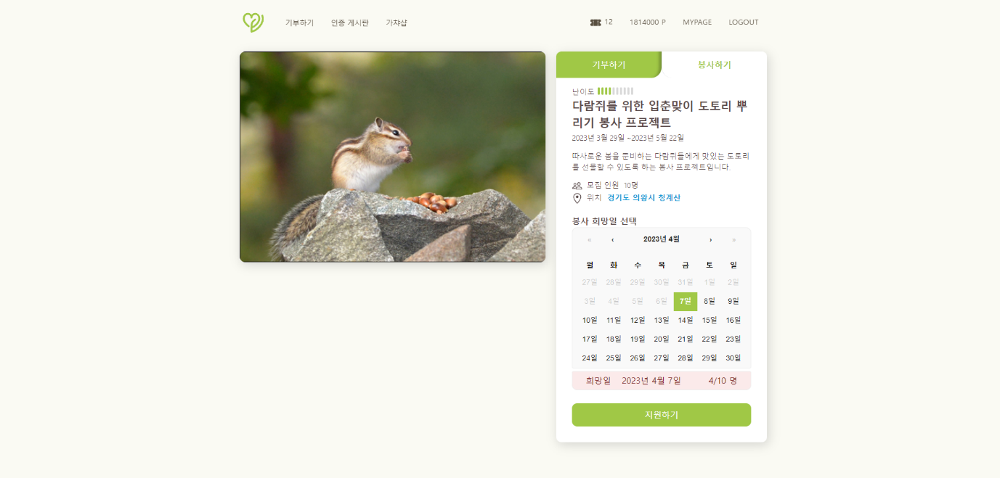 기부하기 인증 게시판 가챠샵 12 1814000 P MYPAGE LOGOUT
기부하기 봉사하기
난이도
다람쥐를 위한 입춘맞이 도토리 뿌
리기 봉사 프로젝트
2023년 3월 29일 ~2023년 5월 22일
따사로운 봄을 준비하는 다람쥐들에게 맛있는 도토리
를 선물할 수 있도록 하는 봉사 프로젝트입니다.
모집 인원 10명
위치 경기도 의왕시 청계산
봉사 희망일 선택
« ‹ 2023년 4월 › »
월 화 수 목 금 토 일
27일 28일 29일 30일 31일 1일 2일
3일 4일 5일 6일 7일 8일 9일
10일 11일 12일 13일 14일 15일 16일
17일 18일 19일 20일 21일 22일 23일
24일 25일 26일 27일 28일 29일 30일
희망일 2023년 4월 7일 4/10 명
지원하기